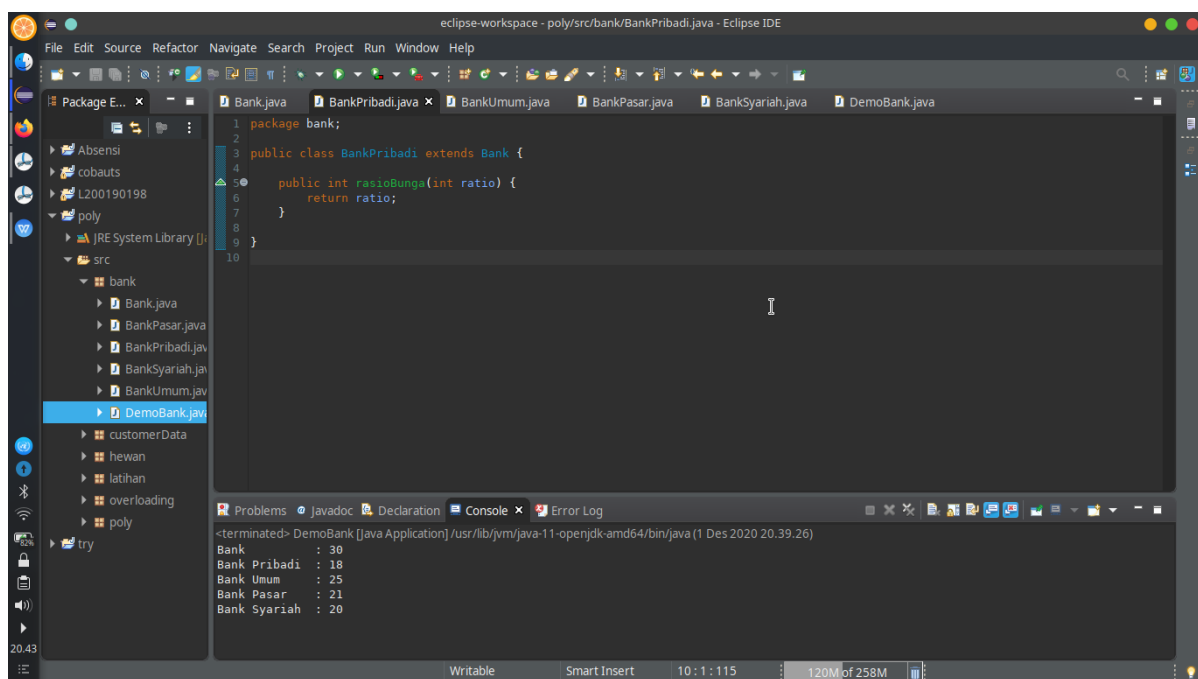 eclipse-workspace - poly/src/bank/BankPribadi.java - Eclipse IDE
File Edit Source Refactor Navigate Search Project Run Window Help
Package E...
Bank.java BankPribadi.java BankUmum.java BankPasar.java BankSyariah.java DemoBank.java
Absensi
cobauts
L200190198
poly
JRE System Library
src
bank
Bank.java
BankPasar.java
BankPribadi.jav
BankSyariah.jav
BankUmum.jav
DemoBank.java
customerData
hewan
latihan
overloading
poly
try
1 package bank;
2
3 public class BankPribadi extends Bank {
4
5 public int rasioBunga(int ratio) {
6 return ratio;
7 }
8
9 }
10
Problems Javadoc Declaration Console Error Log
<terminated> DemoBank [Java Application] /usr/lib/jvm/java-11-openjdk-amd64/bin/java (1 Des 2020 20.39.26)
Bank : 30
Bank Pribadi : 18
Bank Umum : 25
Bank Pasar : 21
Bank Syariah : 20
82%
20.43
Writable Smart Insert 10:1:115 120M of 258M